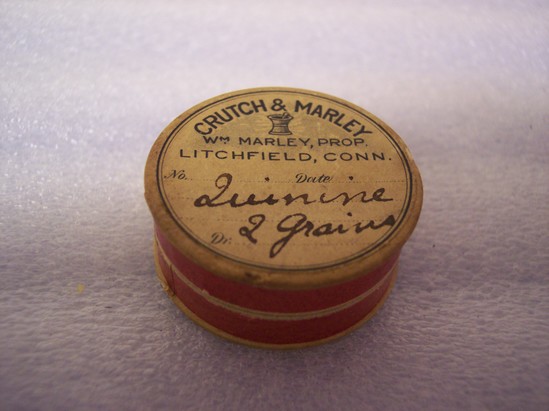 CRUTCH & MARLEY
Wᴹ MARLEY, PROP.
LITCHFIELD, CONN.
No. Date
Quinine
2 Grains
Dr.